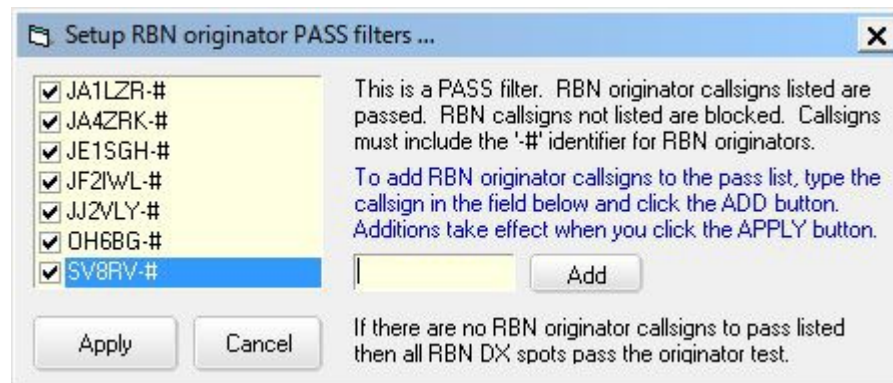 Setup RBN originator PASS filters ...
JA1LZR-#
JA4ZRK-#
JE1SGH-#
JF2IWL-#
JJ2VLY-#
OH6BG-#
SV8RV-#
Apply
Cancel
This is a PASS filter. RBN originator callsigns listed are
passed. RBN callsigns not listed are blocked. Callsigns
must include the '-#' identifier for RBN originators.
To add RBN originator callsigns to the pass list, type the
callsign in the field below and click the ADD button.
Additions take effect when you click the APPLY button.
Add
If there are no RBN originator callsigns to pass listed
then all RBN DX spots pass the originator test.